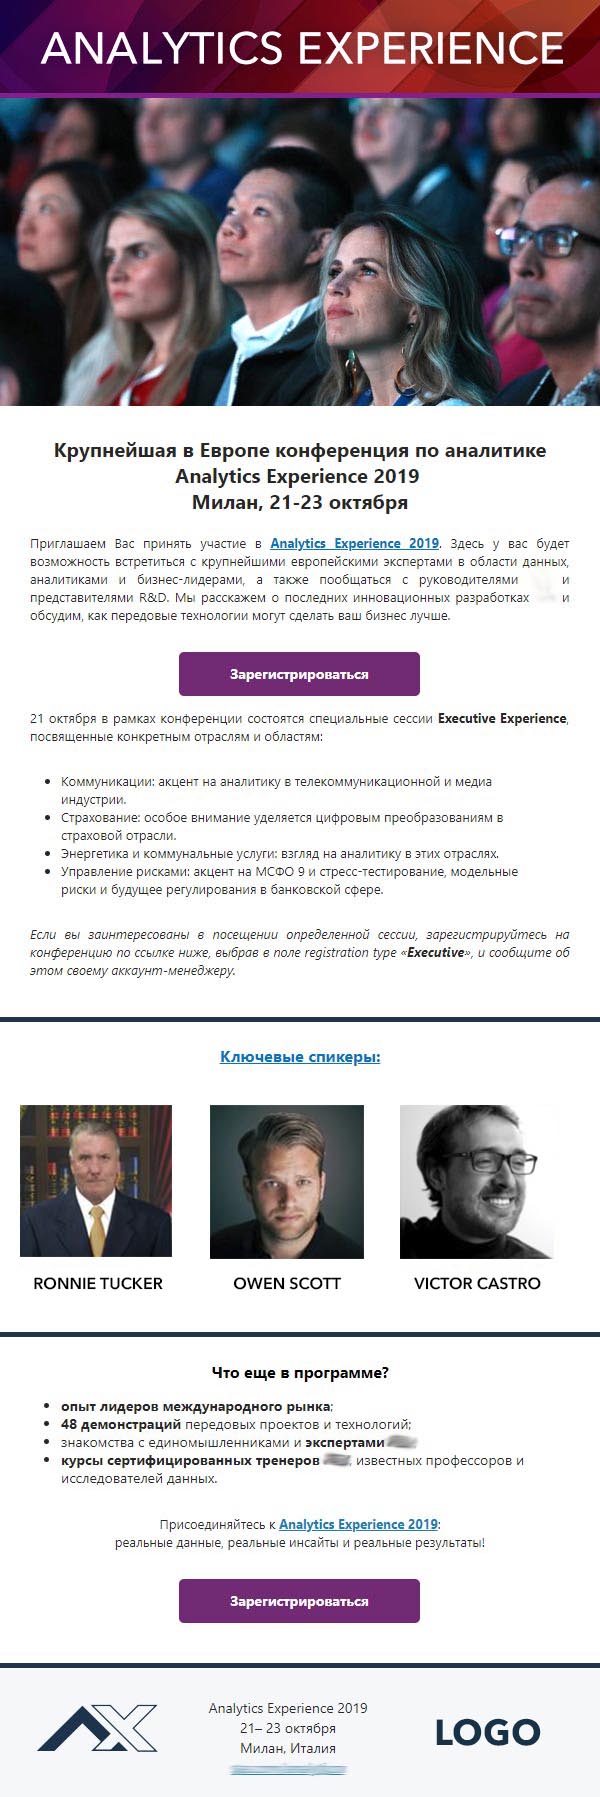 ANALYTICS EXPERIENCE
Крупнейшая в Европе конференция по аналитике
Analytics Experience 2019
Милан, 21-23 октября
Приглашаем Вас принять участие в Analytics Experience 2019. Здесь у вас будет
возможность встретиться с крупнейшими европейскими экспертами в области данных,
аналитиками и бизнес-лидерами, а также пообщаться с руководителями и
представителями R&D. Мы расскажем о последних инновационных разработках и
обсудим, как передовые технологии могут сделать ваш бизнес лучше.
Зарегистрироваться
21 октября в рамках конференции состоятся специальные сессии Executive Experience,
посвященные конкретным отраслям и областям:
• Коммуникации: акцент на аналитику в телекоммуникационной и медиа
индустрии.
• Страхование: особое внимание уделяется цифровым преобразованиям в
страховой отрасли.
• Энергетика и коммунальные услуги: взгляд на аналитику в этих отраслях.
• Управление рисками: акцент на МСФО 9 и стресс-тестирование, модельные
риски и будущее регулирования в банковской сфере.
Если вы заинтересованы в посещении определенной сессии, зарегистрируйтесь на
конференцию по ссылке ниже, выбрав в поле registration type «Executive», и сообщите об
этом своему аккаунт-менеджеру.
Ключевые спикеры:
RONNIE TUCKER
OWEN SCOTT
VICTOR CASTRO
Что еще в программе?
• опыт лидеров международного рынка;
• 48 демонстраций передовых проектов и технологий;
• знакомства с единомышленниками и экспертами
• курсы сертифицированных тренеров , известных профессоров и
исследователей данных.
Присоединяйтесь к Analytics Experience 2019:
реальные данные, реальные инсайты и реальные результаты!
Зарегистрироваться
AX
Analytics Experience 2019
21– 23 октября
Милан, Италия
LOGO